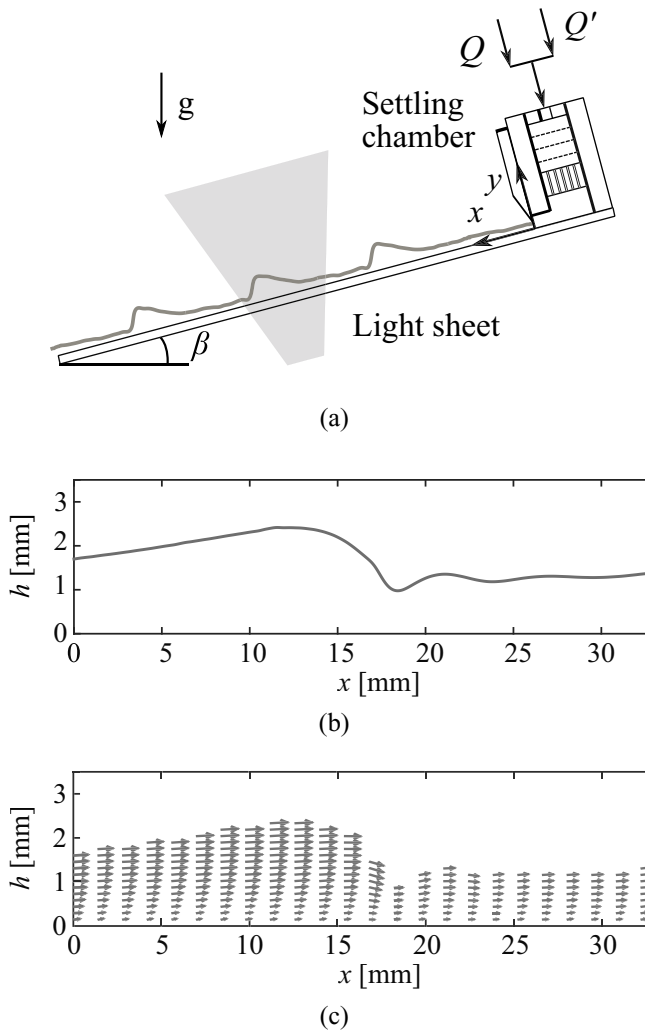 Q Q′
g
Settling
chamber
y
x
Light sheet
β
(a)
3
2
1
0
h [mm]
0 5 10 15 20 25 30
x [mm]
(b)
3
2
1
0
h [mm]
0 5 10 15 20 25 30
x [mm]
(c)